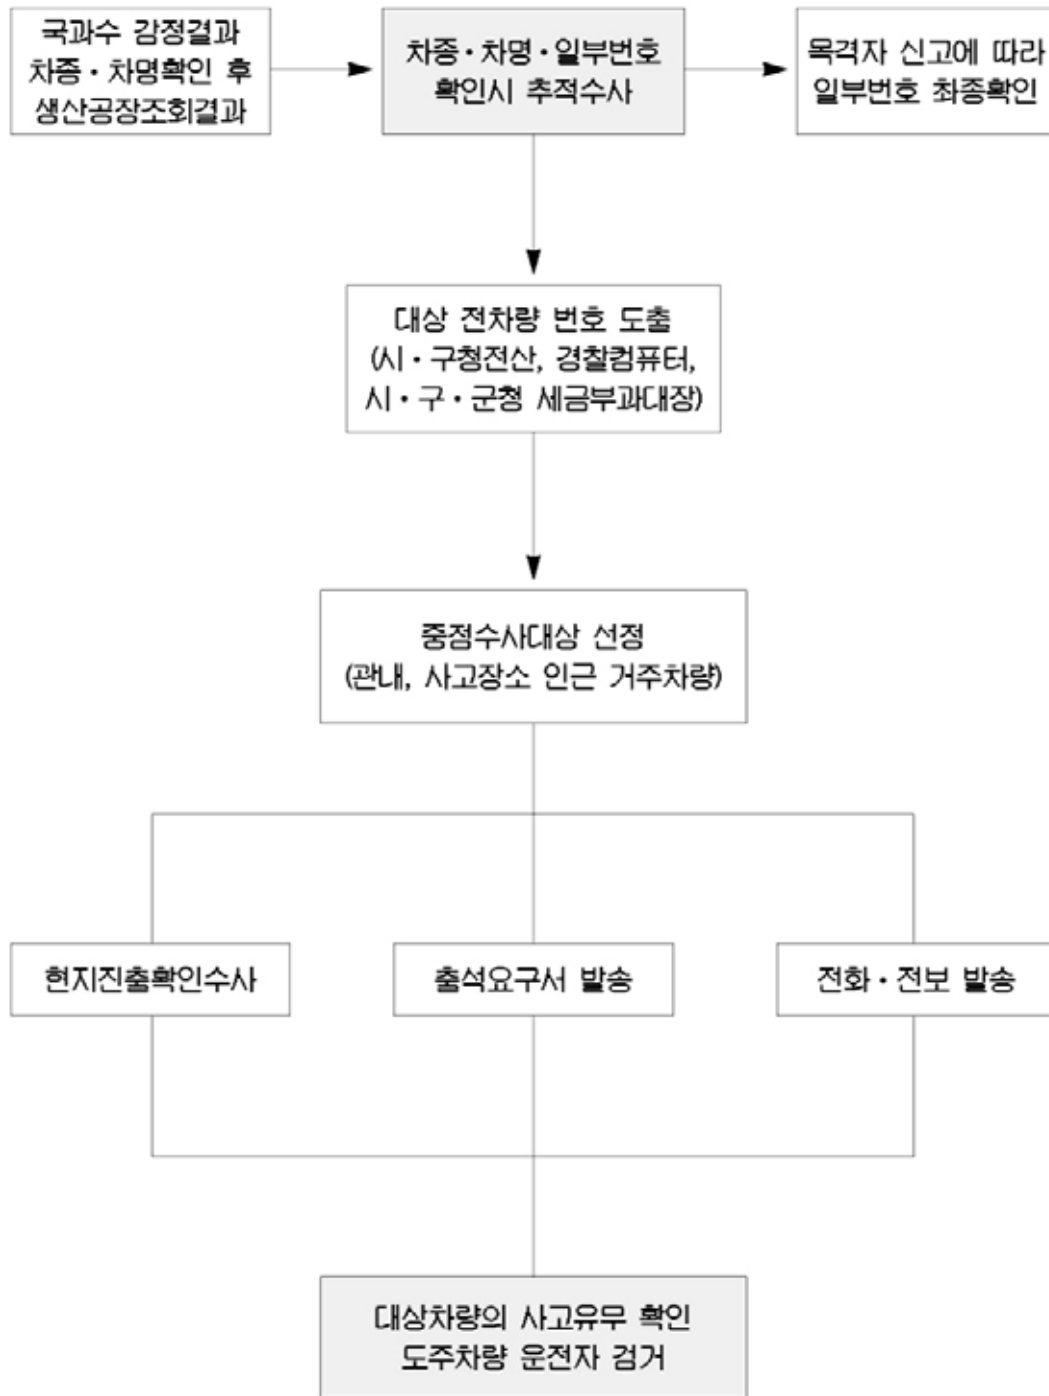 국과수 감정결과
차종·차명확인 후
생산공장조회결과
차종·차명·일부번호
확인시 추적수사
목격자 신고에 따라
일부번호 최종확인
대상 전차량 번호 도출
(시·구청전산, 경찰컴퓨터,
시·구·군청 세금부과대장)
중점수사대상 선정
(관내, 사고장소 인근 거주차량)
현지진출확인수사
출석요구서 발송
전화·전보 발송
대상차량의 사고유무 확인
도주차량 운전자 검거